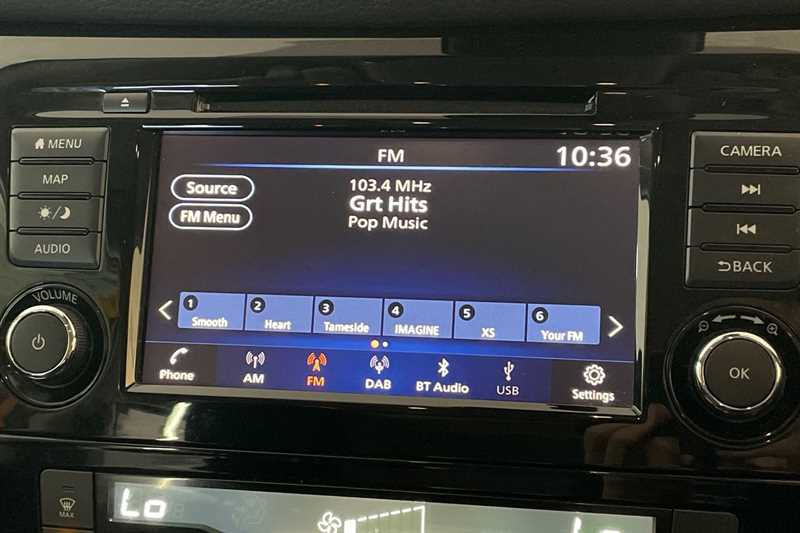 MENU
MAP
AUDIO
VOLUME
FM
10:36
Source
FM Menu
103.4 MHz
Grt Hits
Pop Music
1 Smooth
2 Heart
3 Tameside
4 IMAGINE
5 XS
6 Your FM
Phone
AM
FM
DAB
BT Audio
USB
Settings
CAMERA
BACK
OK
MAX
Lo